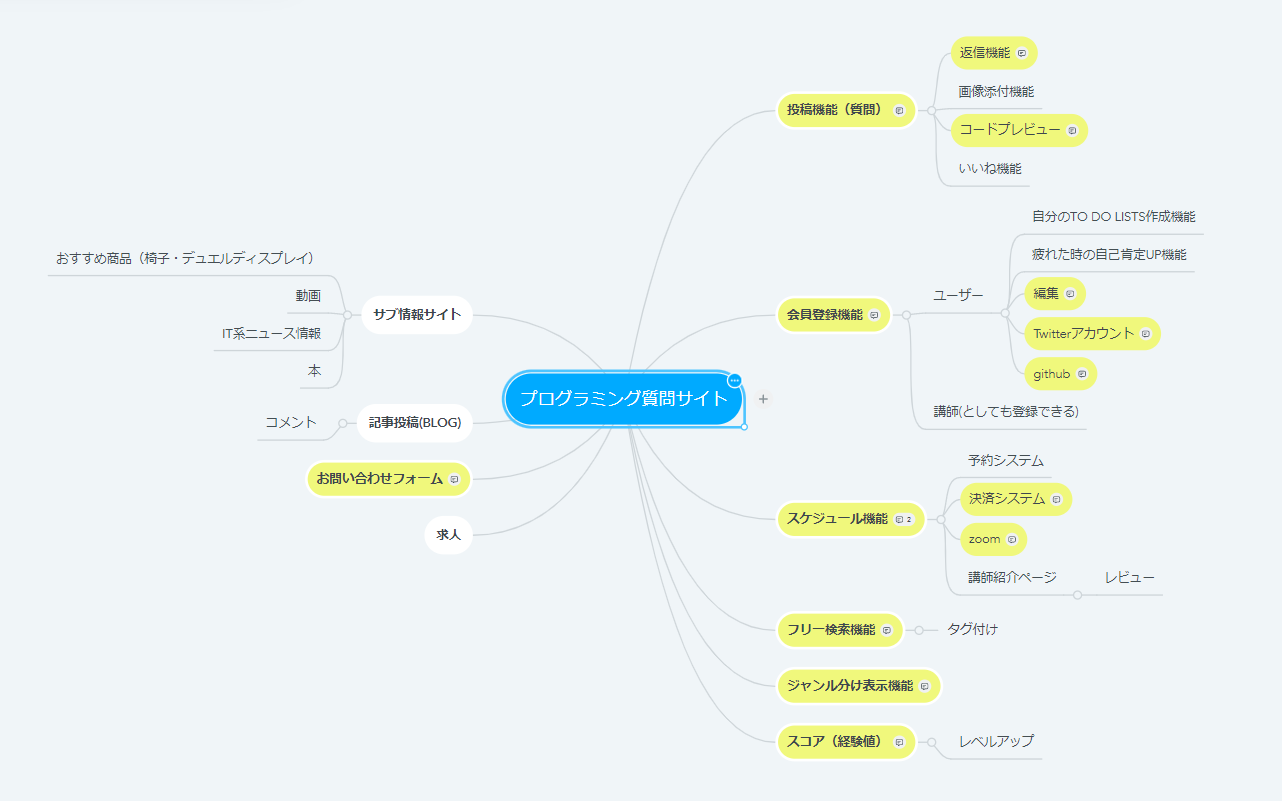 プログラミング質問サイト
投稿機能（質問）
返信機能
画像添付機能
コードプレビュー
いいね機能
会員登録機能
ユーザー
自分のTO DO LISTS作成機能
疲れた時の自己肯定UP機能
編集
Twitterアカウント
github
講師(としても登録できる)
スケジュール機能 2
予約システム
決済システム
zoom
講師紹介ページ
レビュー
フリー検索機能
タグ付け
ジャンル分け表示機能
スコア（経験値）
レベルアップ
サブ情報サイト
おすすめ商品（椅子・デュエルディスプレイ）
動画
IT系ニュース情報
本
記事投稿(BLOG)
コメント
お問い合わせフォーム
求人